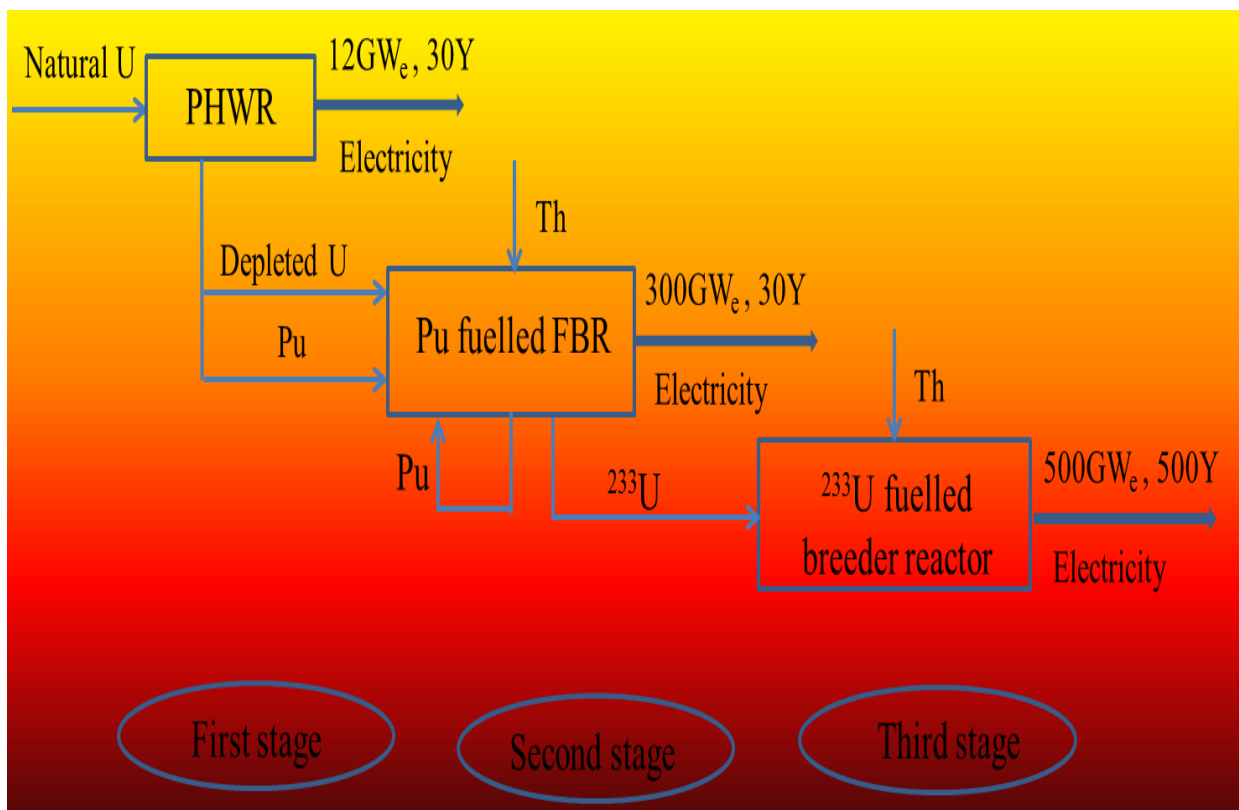 Natural U
PHWR
12GWₑ, 30Y
Electricity
Th
Depleted U
Pu
Pu fuelled FBR
300GWₑ, 30Y
Electricity
Th
Pu
²³³U
²³³U fuelled
breeder reactor
500GWₑ, 500Y
Electricity
First stage
Second stage
Third stage